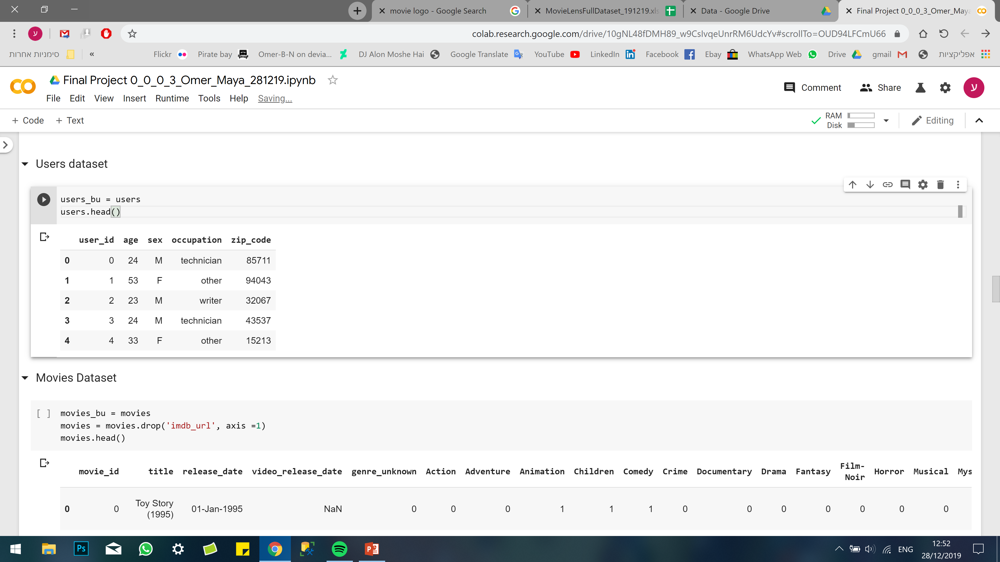 movie logo - Google Search
MovieLensFullDataset_191219.xls
Data - Google Drive
Final Project 0_0_0_3_Omer_Maya
colab.research.google.com/drive/10gNL48fDMH89_w9CsIvqeUnrRM6UdcYv#scrollTo=OUD94LFCmU66
ע
סימניות אחרות
«
Flickr
Pirate bay
Omer-B-N on devia...
DJ Alon Moshe Hai
Google Translate
YouTube
LinkedIn
Facebook
Ebay
WhatsApp Web
Drive
gmail
אפליקציות
Final Project 0_0_0_3_Omer_Maya_281219.ipynb
Comment
Share
ע
File Edit View Insert Runtime Tools Help Saving...
+ Code + Text
RAM
Disk
Editing
Users dataset
users_bu = users
users.head()
user_id age sex occupation zip_code
0 0 24 M technician 85711
1 1 53 F other 94043
2 2 23 M writer 32067
3 3 24 M technician 43537
4 4 33 F other 15213
Movies Dataset
[ ] movies_bu = movies
movies = movies.drop('imdb_url', axis =1)
movies.head()
movie_id title release_date video_release_date genre_unknown Action Adventure Animation Children Comedy Crime Documentary Drama Fantasy Film-Noir Horror Musical Mys
0 0 Toy Story (1995) 01-Jan-1995 NaN 0 0 0 1 1 1 0 0 0 0 0 0 0
Ps
ENG
12:52
28/12/2019